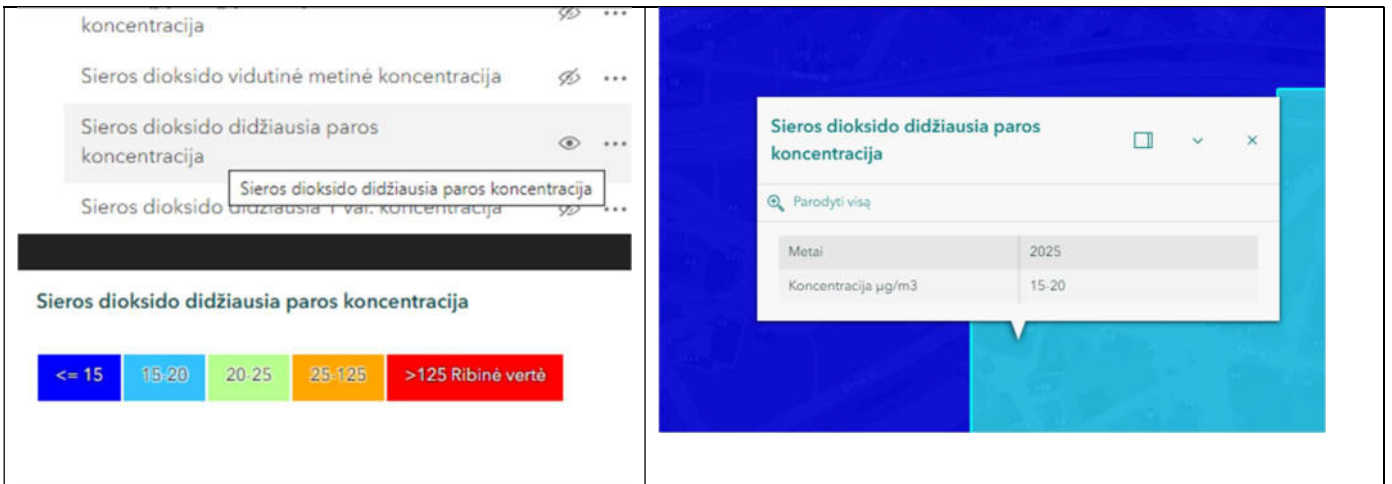 koncentracija
Sieros dioksido vidutinė metinė koncentracija
Sieros dioksido didžiausia paros
koncentracija
Sieros dioksido didžiausia paros koncentracija
Sieros dioksido didžiausia 1 val. koncentracija
Sieros dioksido didžiausia paros koncentracija
<= 15 15-20 20-25 25-125 >125 Ribinė vertė
Sieros dioksido didžiausia paros
koncentracija
Parodyti visą
Metai 2025
Koncentracija µg/m3 15-20